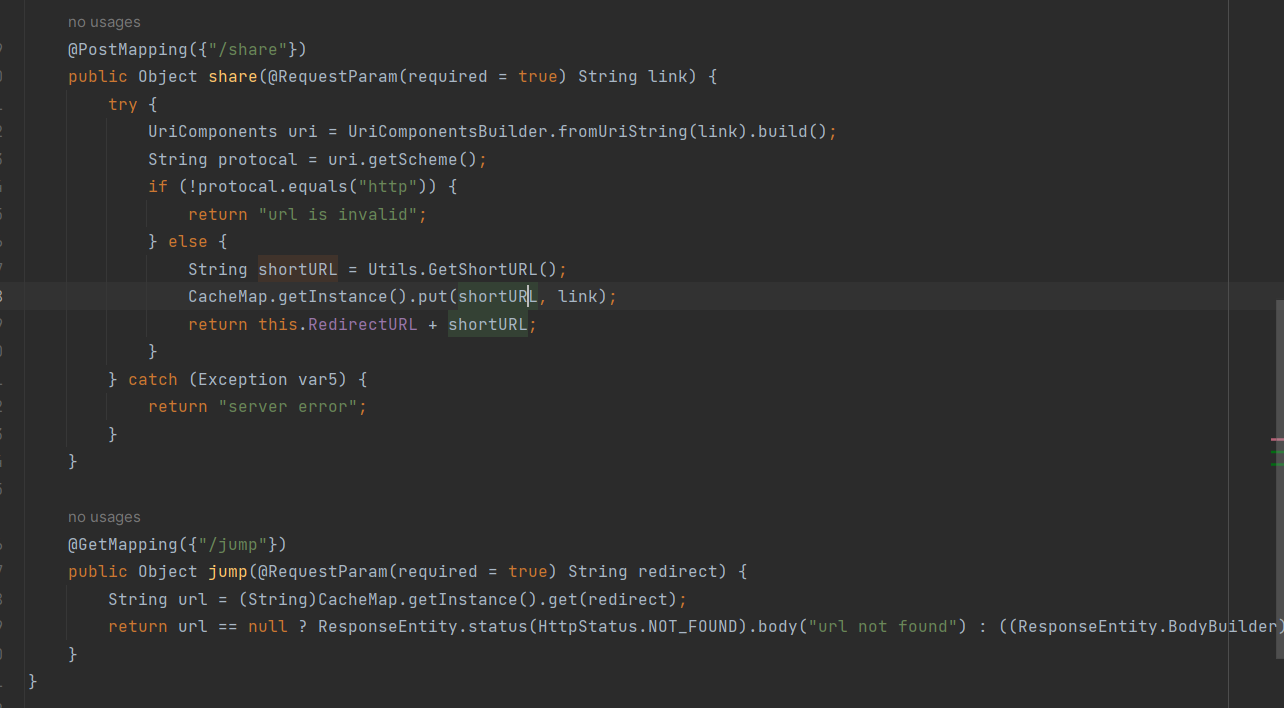 no usages
@PostMapping({"/share"})
public Object share(@RequestParam(required = true) String link) {
try {
UriComponents uri = UriComponentsBuilder.fromUriString(link).build();
String protocal = uri.getScheme();
if (!protocal.equals("http")) {
return "url is invalid";
} else {
String shortURL = Utils.GetShortURL();
CacheMap.getInstance().put(shortURL, link);
return this.RedirectURL + shortURL;
}
} catch (Exception var5) {
return "server error";
}
}
no usages
@GetMapping({"/jump"})
public Object jump(@RequestParam(required = true) String redirect) {
String url = (String)CacheMap.getInstance().get(redirect);
return url == null ? ResponseEntity.status(HttpStatus.NOT_FOUND).body("url not found") : ((ResponseEntity.BodyBuilder)
}
}